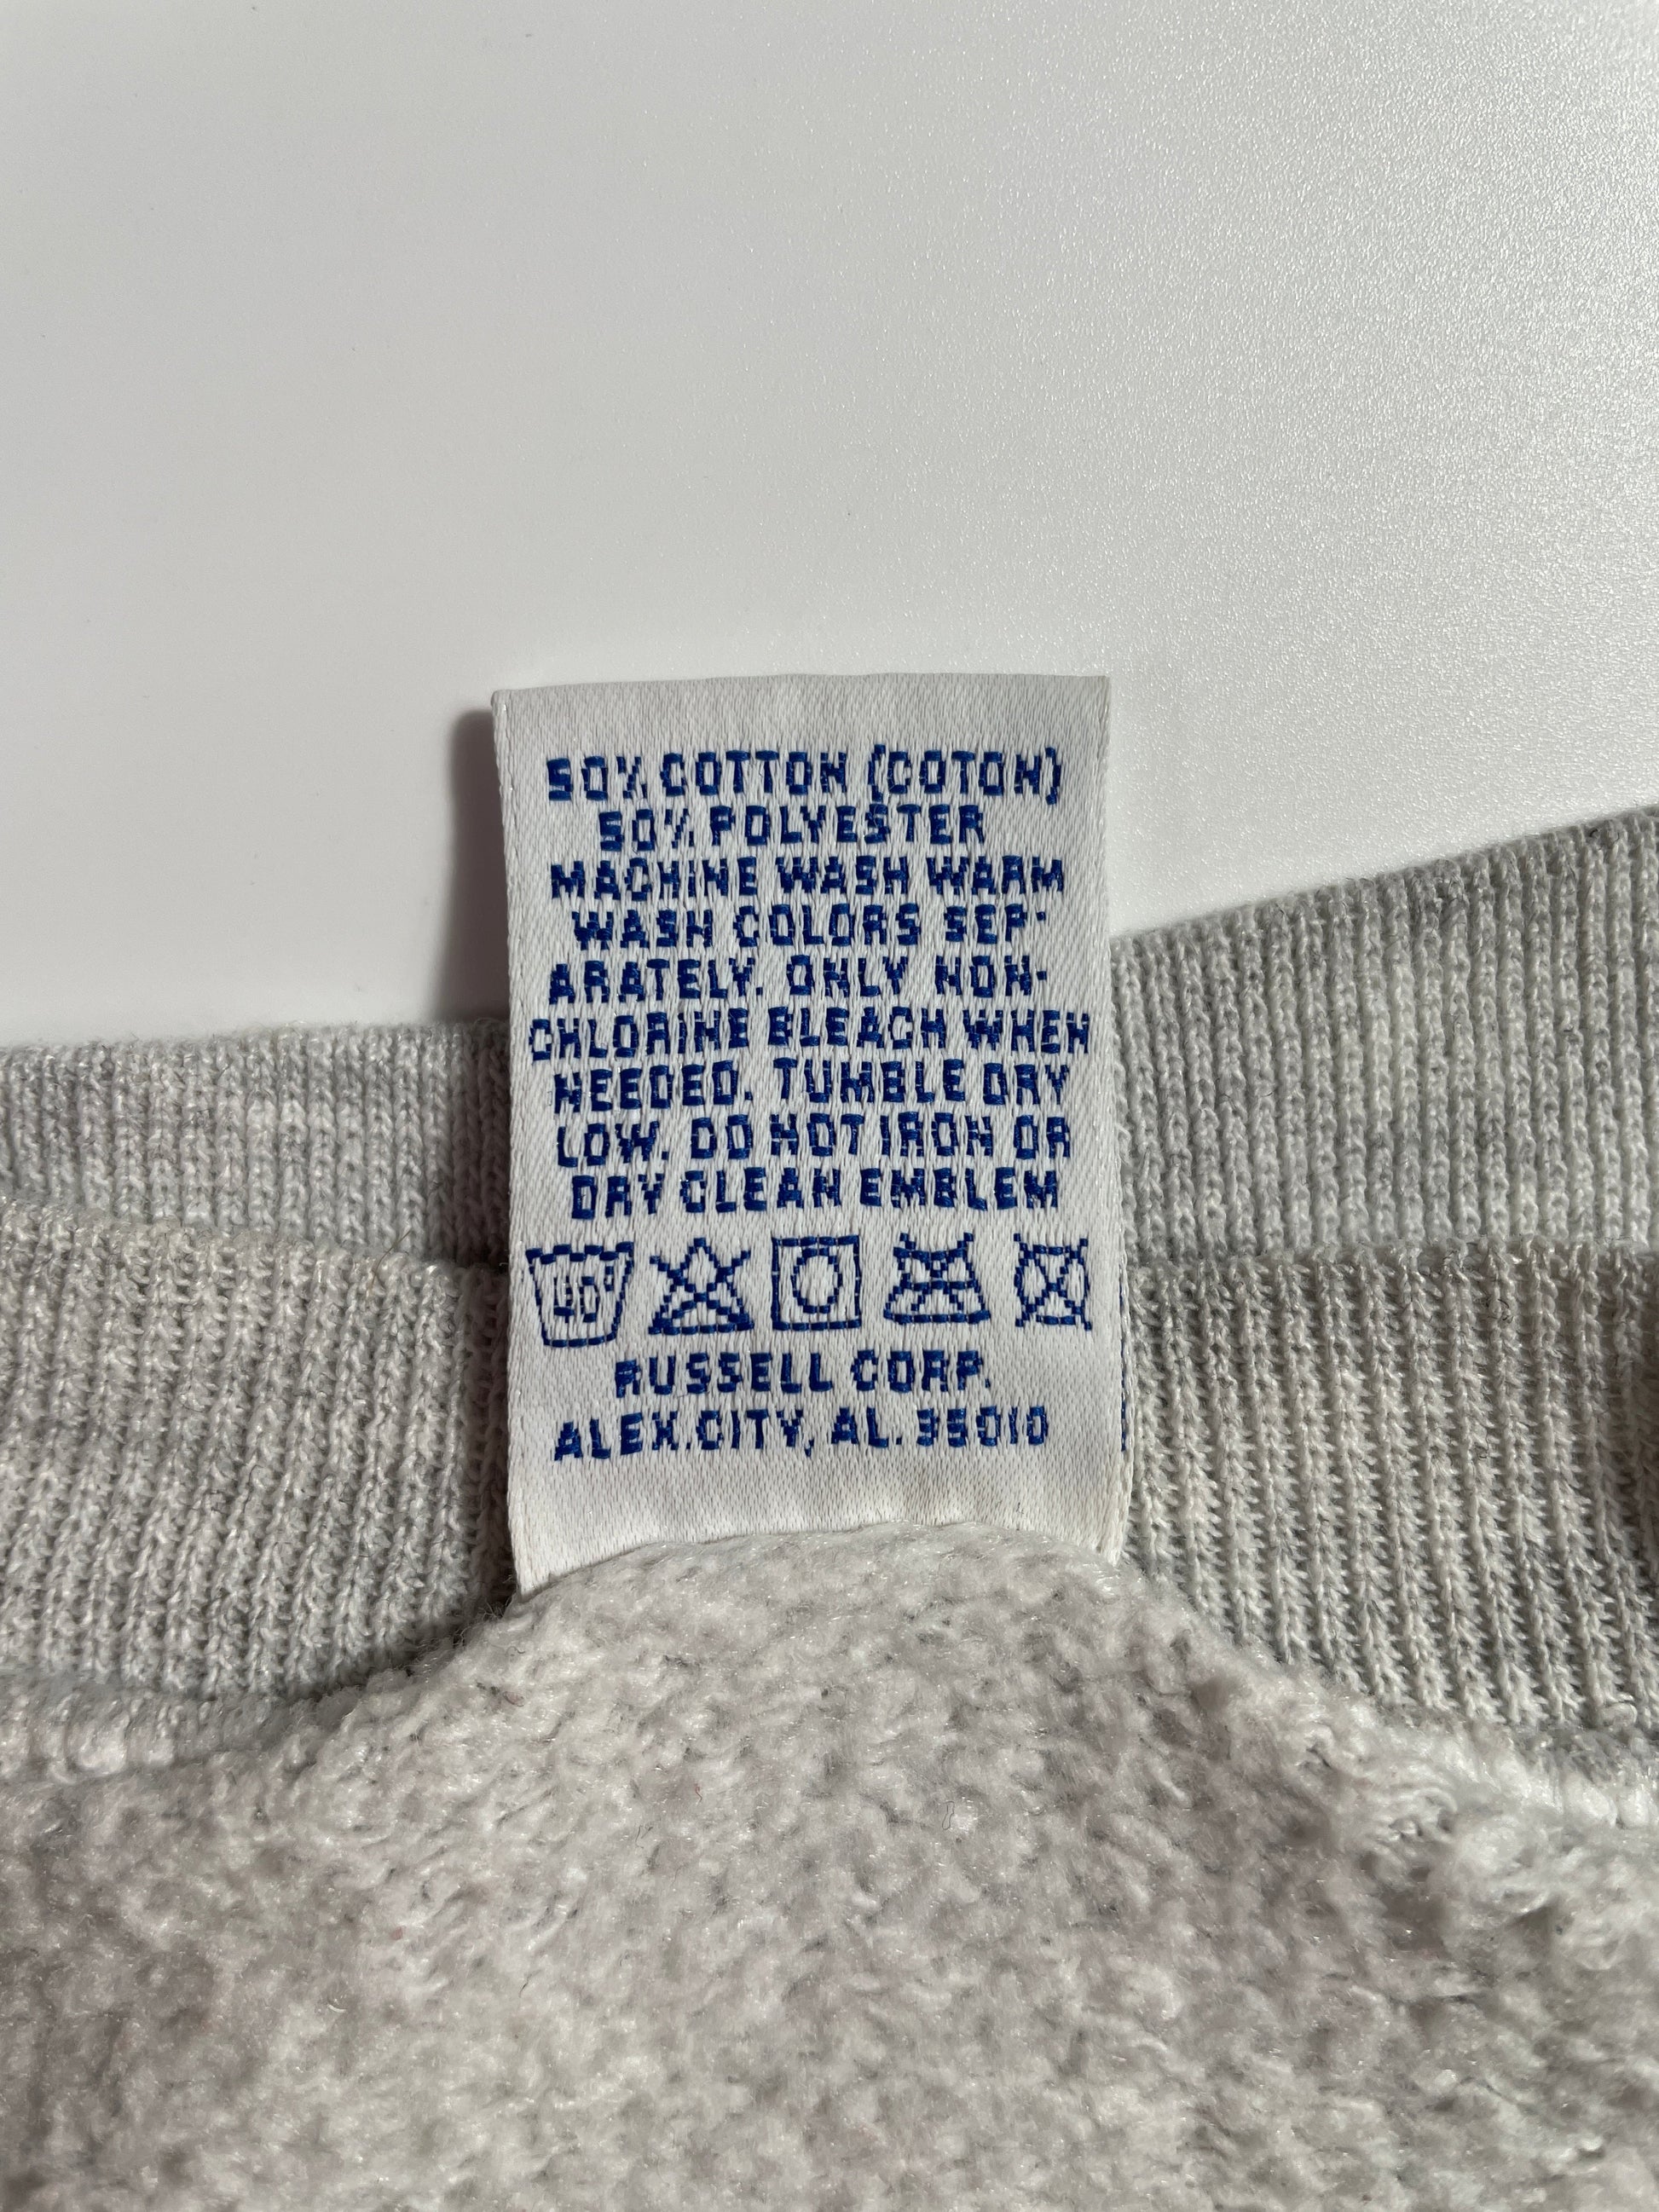 50% COTTON (COTON)
50% POLYESTER
MACHINE WASH WARM
WASH COLORS SEP-
ARATELY. ONLY NON-
CHLORINE BLEACH WHEN
NEEDED. TUMBLE DRY
LOW. DO NOT IRON OR
DRY CLEAN EMBLEM
40°
RUSSELL CORP.
ALEX.CITY, AL. 35010